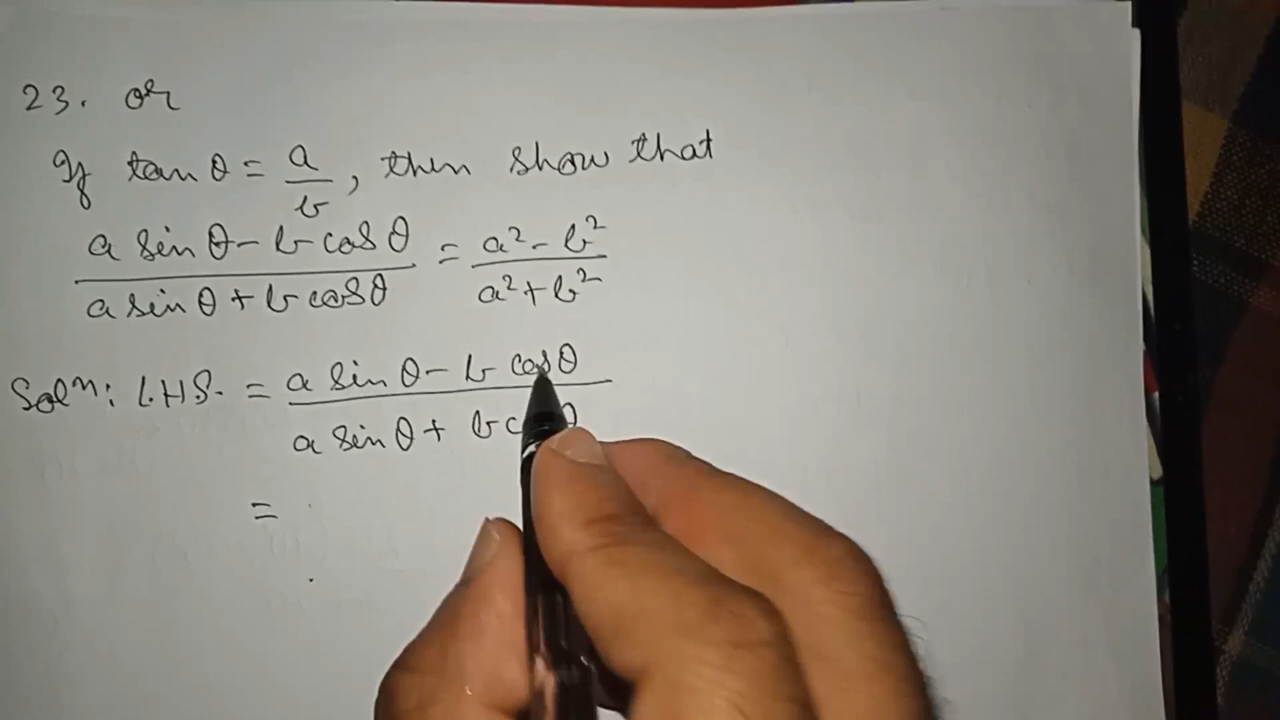 23. or
If tan θ = a/b, then show that
a sin θ - b cos θ / a sin θ + b cos θ = a² - b² / a² + b²
Solⁿ: L.H.S. = a sin θ - b cos θ / a sin θ + b c θ
=